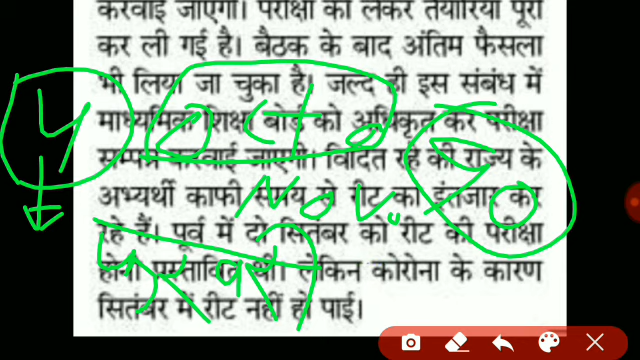 करवाई जाएगी। परीक्षा को लेकर तैयारियां पूरी
कर ली गई है। बैठक के बाद अंतिम फैसला
भी लिया जा चुका है। जल्द ही इस संबंध में
माध्यमिक शिक्षा बोर्ड को अधिकृत कर परीक्षा
सम्पन्न करवाई जाएगी। विदित रहे की राज्य के
अभ्यर्थी काफी समय से रीट का इंतजार कर
रहे हैं। पूर्व में दो सितंबर को रीट की परीक्षा
होनी प्रस्तावित थी। लेकिन कोरोना के कारण
सितंबर में रीट नहीं हो पाई।
Nov.